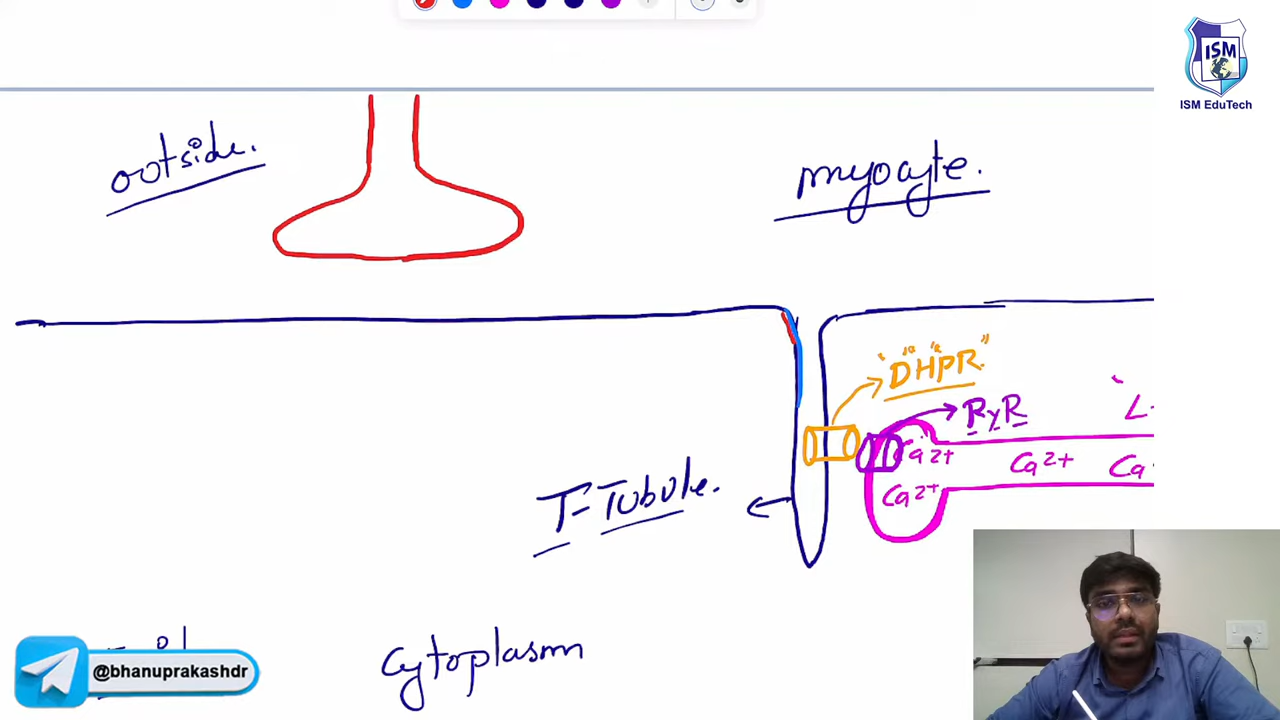 ISM
ISM EduTech
outside.
myocyte.
"DHPR"
RyR
Ca2+
Ca2+
Ca2+
T-Tubule.
Cytoplasm
@bhanuprakashdr